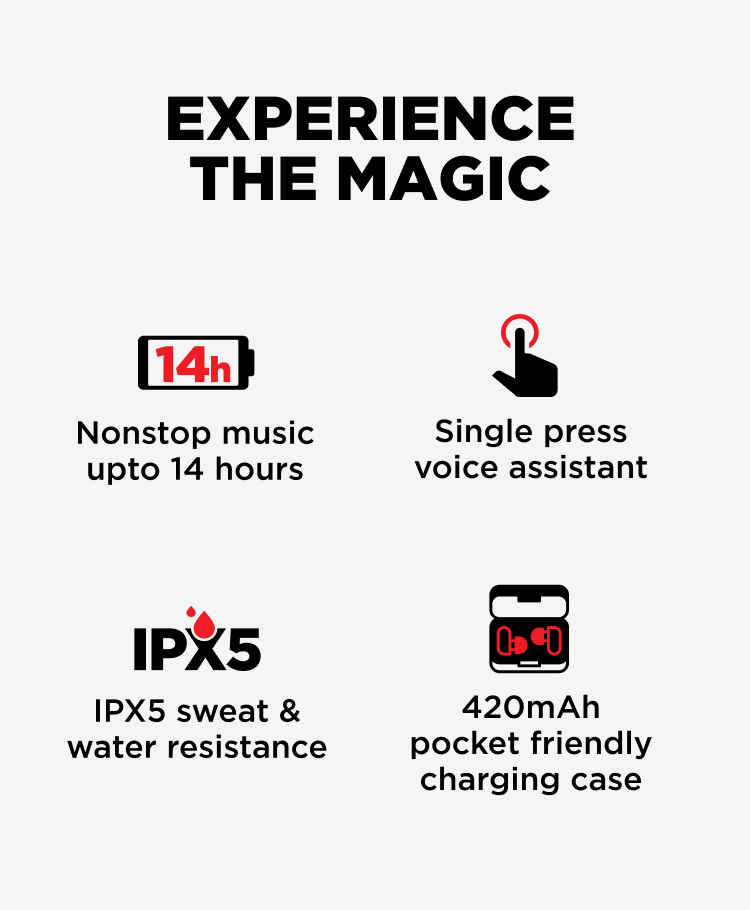 EXPERIENCE
THE MAGIC
14h
Nonstop music
upto 14 hours
Single press
voice assistant
IPX5
IPX5 sweat &
water resistance
420mAh
pocket friendly
charging case